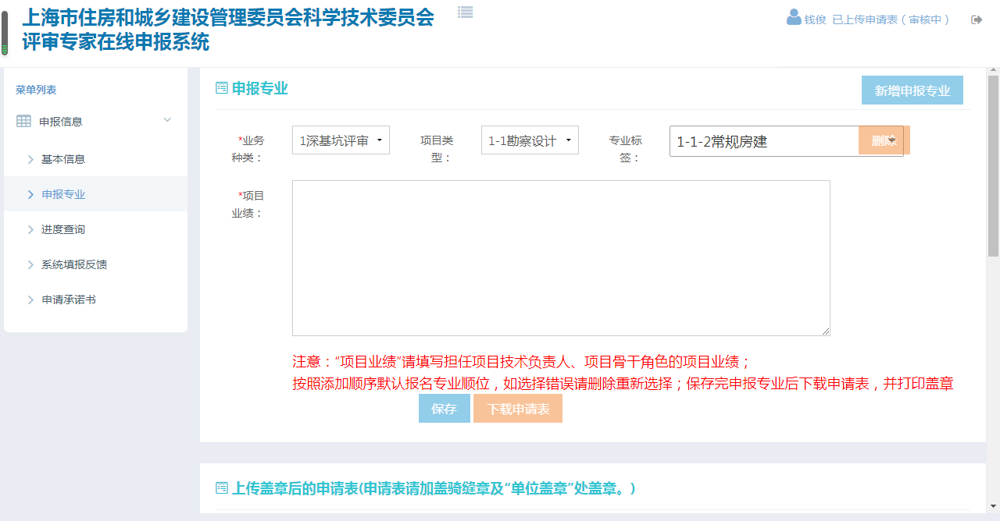 上海市住房和城乡建设管理委员会科学技术委员会
评审专家在线申报系统
钱俊 已上传申请表（审核中）
菜单列表
申报信息
基本信息
申报专业
进度查询
系统填报反馈
申请承诺书
申报专业
新增申报专业
*业务种类：
1深基坑评审
项目类型：
1-1勘察设计
专业标签：
1-1-2常规房建
删除
*项目业绩：
注意：“项目业绩”请填写担任项目技术负责人、项目骨干角色的项目业绩；
按照添加顺序默认报名专业顺位，如选择错误请删除重新选择；保存完申报专业后下载申请表，并打印盖章
保存
下载申请表
上传盖章后的申请表(申请表请加盖骑缝章及“单位盖章”处盖章。)